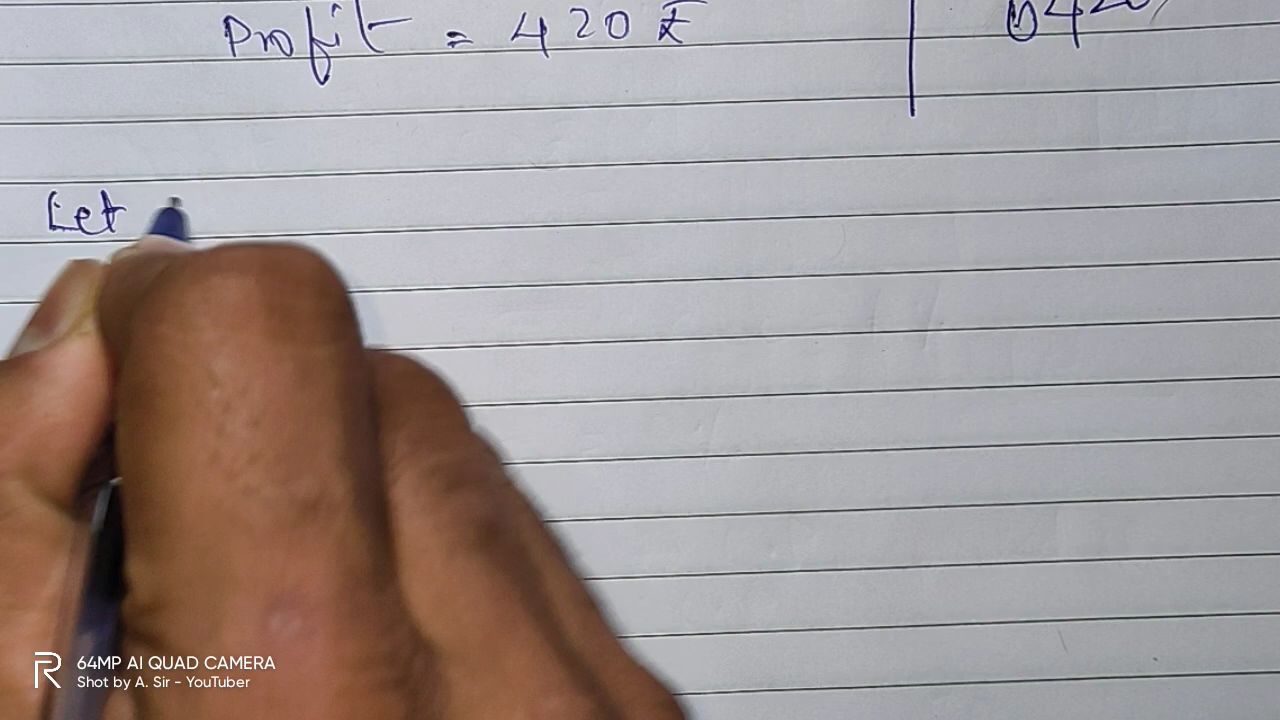 Profit = 420 ₹
Let
64MP AI QUAD CAMERA
Shot by A. Sir - YouTuber